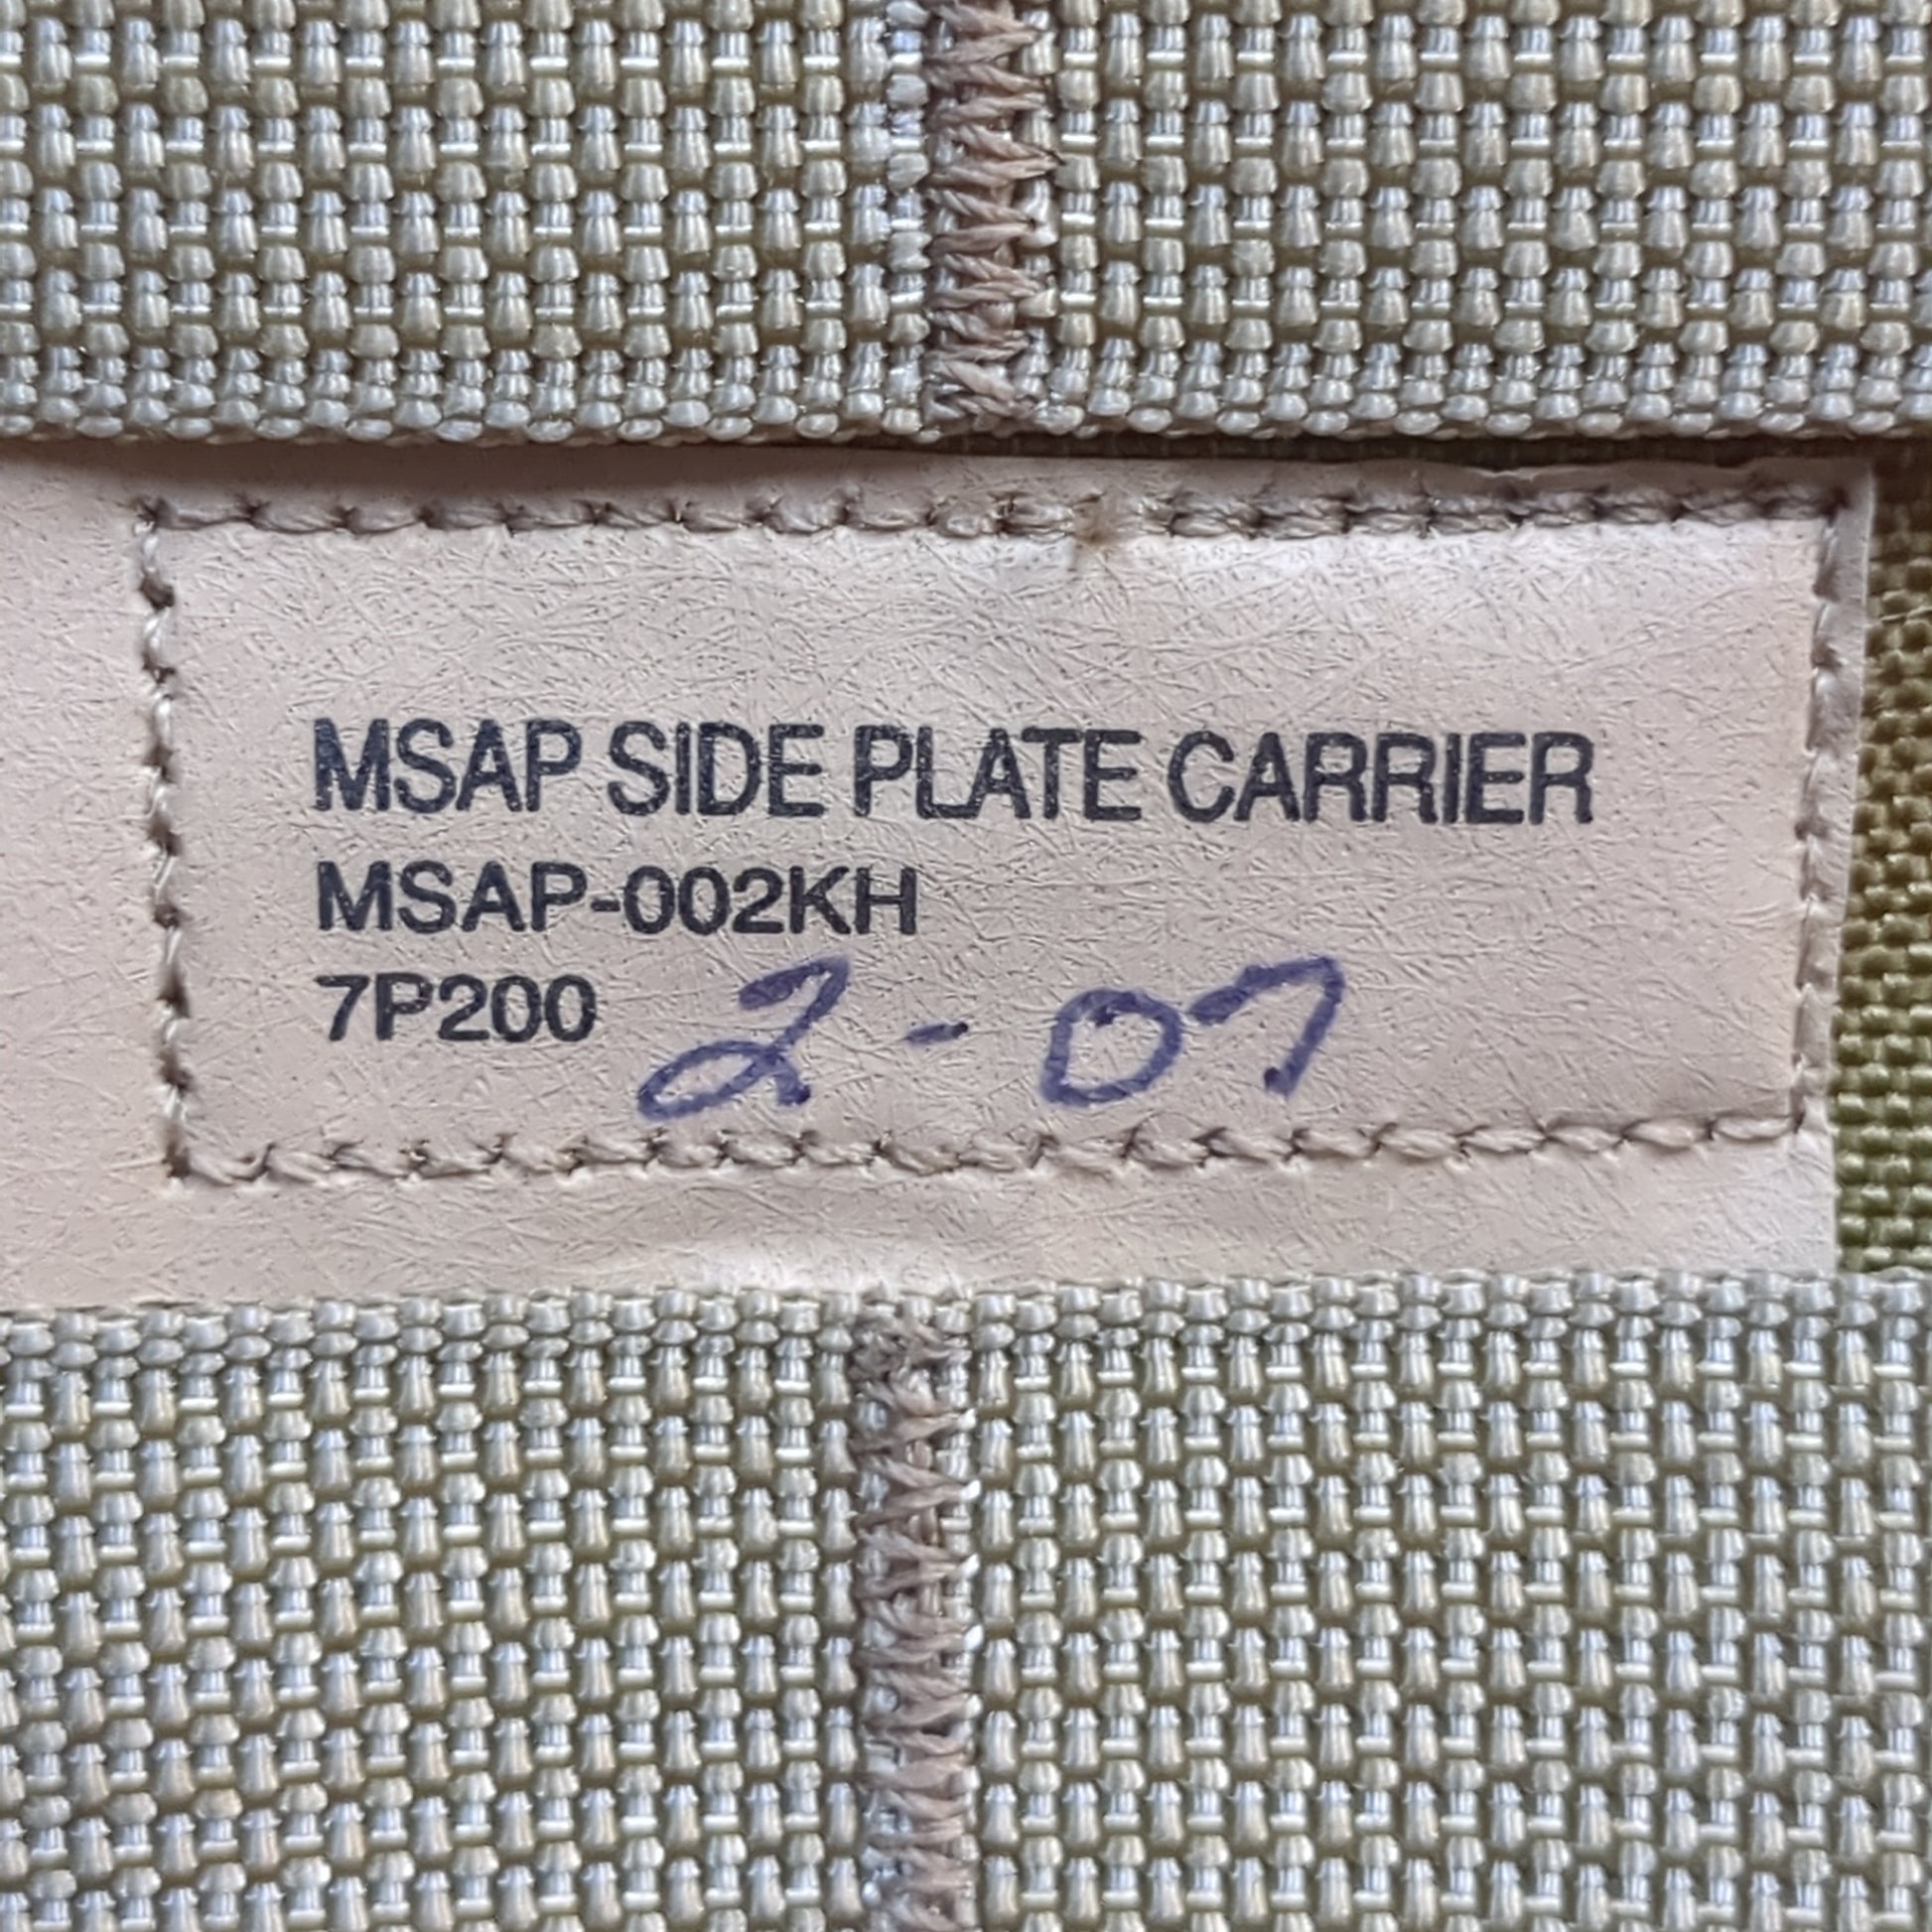 MSAP SIDE PLATE CARRIER
MSAP-002KH
7P200 2-07